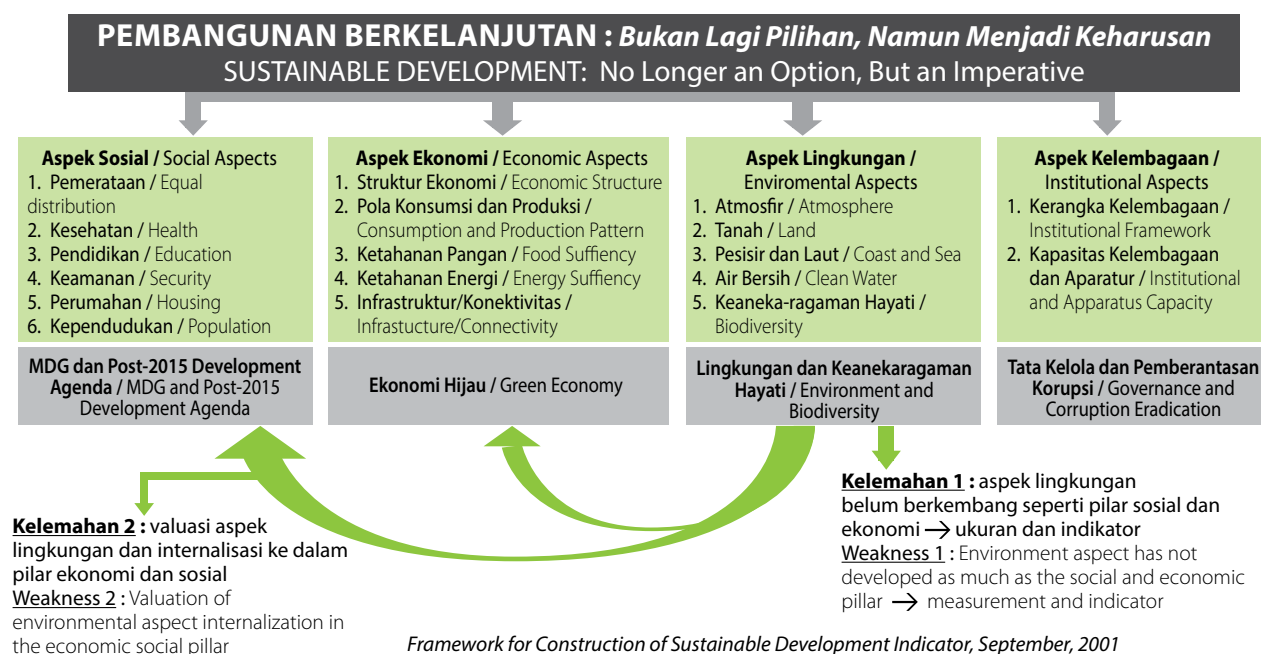 PEMBANGUNAN BERKELANJUTAN : Bukan Lagi Pilihan, Namun Menjadi Keharusan
SUSTAINABLE DEVELOPMENT: No Longer an Option, But an Imperative
Aspek Sosial / Social Aspects
1. Pemerataan / Equal
distribution
2. Kesehatan / Health
3. Pendidikan / Education
4. Keamanan / Security
5. Perumahan / Housing
6. Kependudukan / Population
MDG dan Post-2015 Development
Agenda / MDG and Post-2015
Development Agenda
Aspek Ekonomi / Economic Aspects
1. Struktur Ekonomi / Economic Structure
2. Pola Konsumsi dan Produksi /
Consumption and Production Pattern
3. Ketahanan Pangan / Food Suffiency
4. Ketahanan Energi / Energy Suffiency
5. Infrastruktur/Konektivitas /
Infrastucture/Connectivity
Ekonomi Hijau / Green Economy
Aspek Lingkungan /
Enviromental Aspects
1. Atmosfir / Atmosphere
2. Tanah / Land
3. Pesisir dan Laut / Coast and Sea
4. Air Bersih / Clean Water
5. Keaneka-ragaman Hayati /
Biodiversity
Lingkungan dan Keanekaragaman
Hayati / Environment and
Biodiversity
Aspek Kelembagaan /
Institutional Aspects
1. Kerangka Kelembagaan /
Institutional Framework
2. Kapasitas Kelembagaan
dan Aparatur / Institutional
and Apparatus Capacity
Tata Kelola dan Pemberantasan
Korupsi / Governance and
Corruption Eradication
Kelemahan 2 : valuasi aspek
lingkungan dan internalisasi ke dalam
pilar ekonomi dan sosial
Weakness 2 : Valuation of
environmental aspect internalization in
the economic social pillar
Kelemahan 1 : aspek lingkungan
belum berkembang seperti pilar sosial dan
ekonomi → ukuran dan indikator
Weakness 1 : Environment aspect has not
developed as much as the social and economic
pillar → measurement and indicator
Framework for Construction of Sustainable Development Indicator, September, 2001